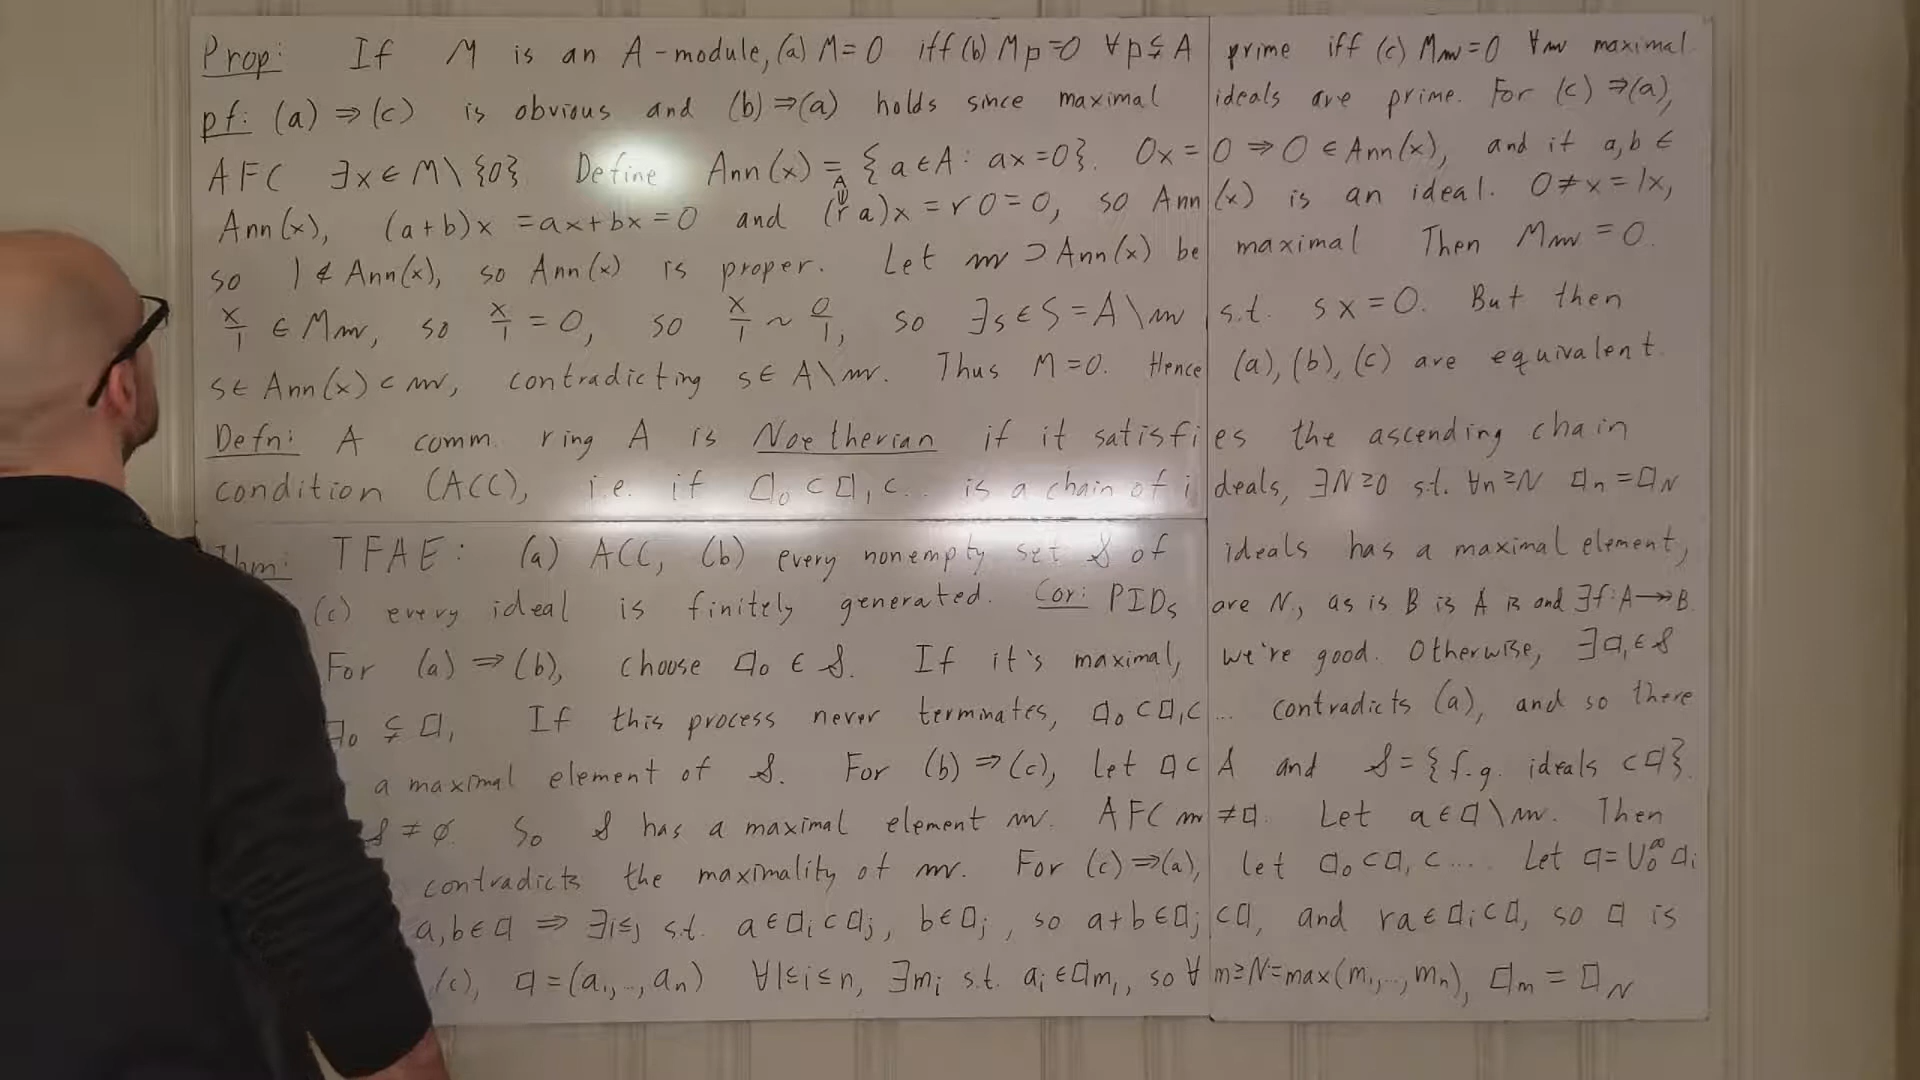 Prop: If M is an A-module, (a) M=0 iff (b) M𝔭=0 ∀𝔭⊊A prime iff (c) M𝔪=0 ∀𝔪 maximal.
pf: (a)⇒(c) is obvious and (b)⇒(a) holds since maximal ideals are prime. For (c)⇒(a),
AFC ∃x∈M\{0}. Define Ann(x) = {a∈A: ax=0}. 0x=0 ⇒ 0∈Ann(x), and if a,b∈
Ann(x), (a+b)x = ax+bx = 0 and (ra)x = r0 = 0, so Ann(x) is an ideal. 0≠x=1x,
so 1∉Ann(x), so Ann(x) is proper. Let 𝔪⊃Ann(x) be maximal Then M𝔪=0.
x/1 ∈ M𝔪, so x/1 = 0, so x/1 ~ 0/1, so ∃s∈S=A\𝔪 s.t. sx=0. But then
s∈Ann(x)⊂𝔪, contradicting s∈A\𝔪. Thus M=0. Hence (a), (b), (c) are equivalent.
Defn: A comm. ring A is Noetherian if it satisfies the ascending chain
condition (ACC), i.e. if 𝔞₀⊂𝔞₁⊂... is a chain of ideals, ∃N≥0 s.t. ∀n≥N 𝔞n=𝔞N
Thm: TFAE: (a) ACC, (b) every nonempty set 𝒮 of ideals has a maximal element,
(c) every ideal is finitely generated. Cor: PIDs are N., as is B is A is and ∃f:A↠B.
For (a)⇒(b), choose 𝔞₀∈𝒮. If it's maximal, we're good. Otherwise, ∃𝔞₁∈𝒮
𝔞₀⊊𝔞₁ If this process never terminates, 𝔞₀⊂𝔞₁⊂... contradicts (a), and so there
a maximal element of 𝒮. For (b)⇒(c), Let 𝔞⊂A and 𝒮={f.g. ideals ⊂𝔞}.
𝒮≠∅. So 𝒮 has a maximal element 𝔪. AFC 𝔪≠𝔞. Let a∈𝔞\𝔪. Then
contradicts the maximality of 𝔪. For (c)⇒(a), let 𝔞₀⊂𝔞₁⊂.... Let 𝔞=∪₀^∞ 𝔞i
a,b∈𝔞 ⇒ ∃i≤j s.t. a∈𝔞i⊂𝔞j, b∈𝔞j, so a+b∈𝔞j⊂𝔞, and ra∈𝔞i⊂𝔞, so 𝔞 is
(c), 𝔞=(a₁,..,an) ∀1≤i≤n, ∃mi s.t. ai∈𝔞mi, so ∀m≥N=max(m₁,..,mn), 𝔞m=𝔞N